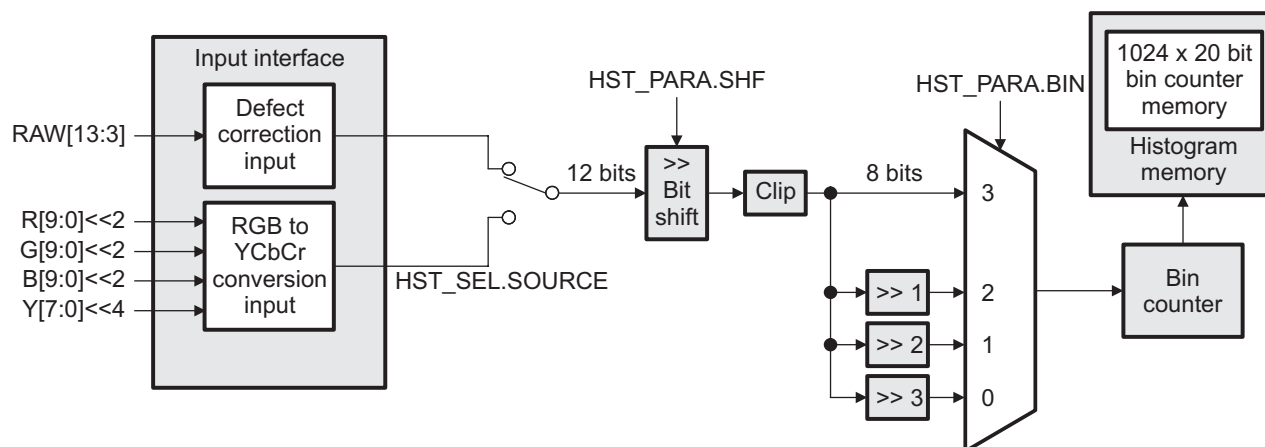 Input interface
Defect
correction
input
RAW[13:3]
R[9:0]<<2
G[9:0]<<2
B[9:0]<<2
Y[7:0]<<4
RGB to
YCbCr
conversion
input
HST_SEL.SOURCE
12 bits
HST_PARA.SHF
>>
Bit
shift
Clip
8 bits
>> 1
>> 2
>> 3
HST_PARA.BIN
3
2
1
0
1024 x 20 bit
bin counter
memory
Histogram
memory
Bin
counter